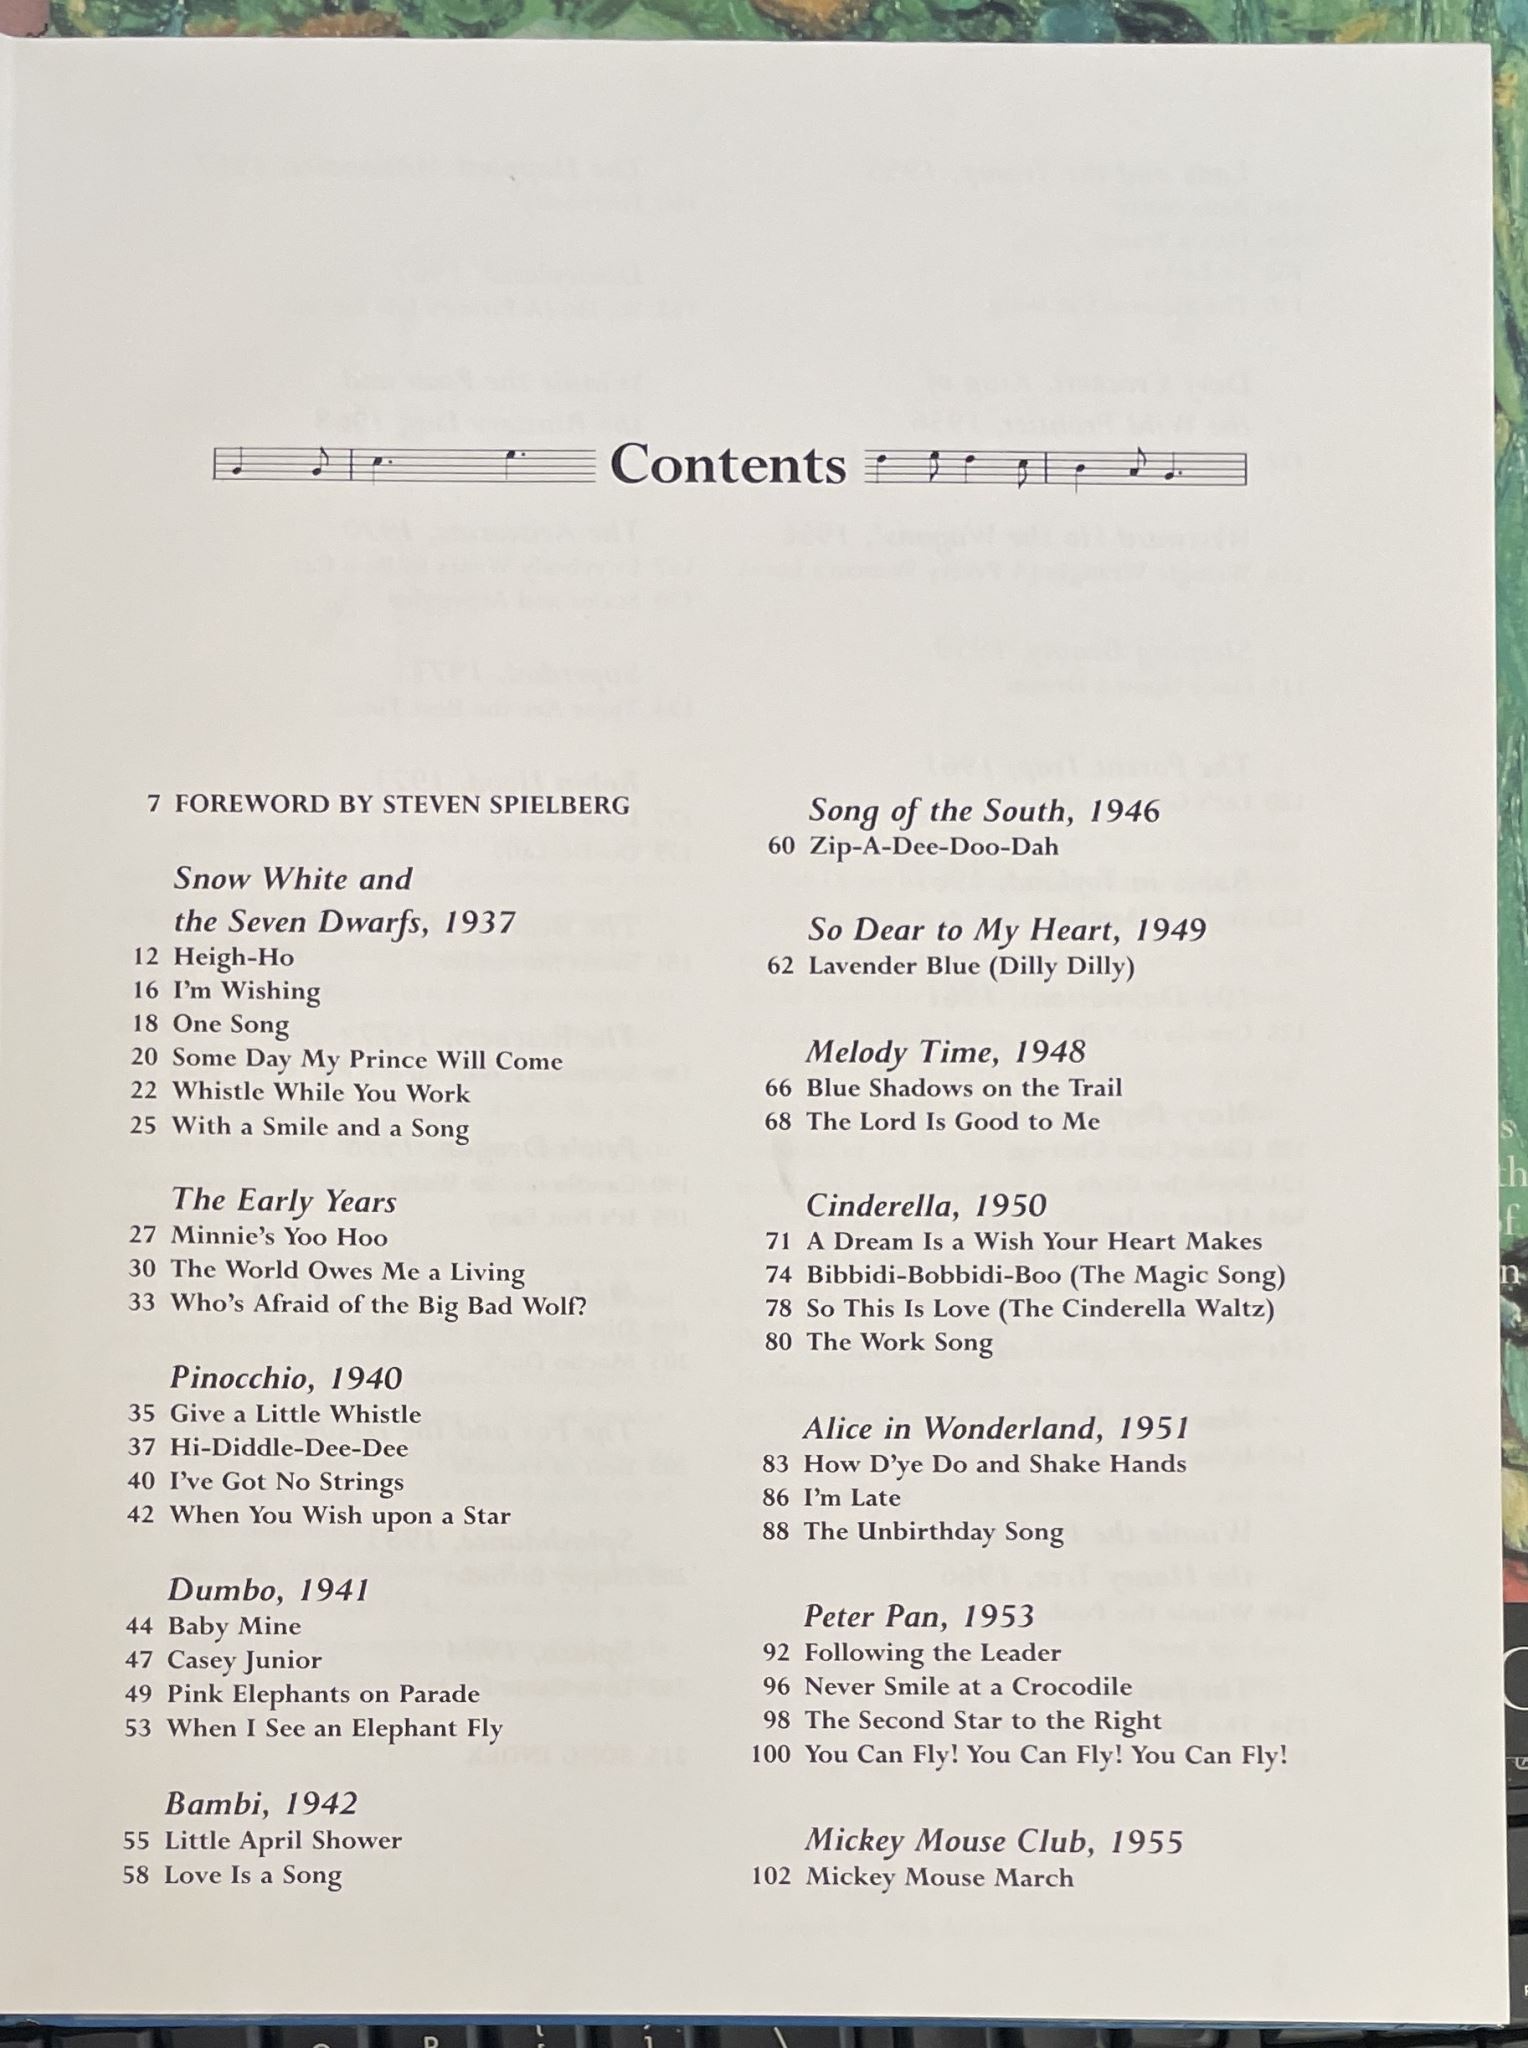 Contents
7 FOREWORD BY STEVEN SPIELBERG
Snow White and
the Seven Dwarfs, 1937
12 Heigh-Ho
16 I'm Wishing
18 One Song
20 Some Day My Prince Will Come
22 Whistle While You Work
25 With a Smile and a Song
The Early Years
27 Minnie's Yoo Hoo
30 The World Owes Me a Living
33 Who's Afraid of the Big Bad Wolf?
Pinocchio, 1940
35 Give a Little Whistle
37 Hi-Diddle-Dee-Dee
40 I've Got No Strings
42 When You Wish upon a Star
Dumbo, 1941
44 Baby Mine
47 Casey Junior
49 Pink Elephants on Parade
53 When I See an Elephant Fly
Bambi, 1942
55 Little April Shower
58 Love Is a Song
Song of the South, 1946
60 Zip-A-Dee-Doo-Dah
So Dear to My Heart, 1949
62 Lavender Blue (Dilly Dilly)
Melody Time, 1948
66 Blue Shadows on the Trail
68 The Lord Is Good to Me
Cinderella, 1950
71 A Dream Is a Wish Your Heart Makes
74 Bibbidi-Bobbidi-Boo (The Magic Song)
78 So This Is Love (The Cinderella Waltz)
80 The Work Song
Alice in Wonderland, 1951
83 How D'ye Do and Shake Hands
86 I'm Late
88 The Unbirthday Song
Peter Pan, 1953
92 Following the Leader
96 Never Smile at a Crocodile
98 The Second Star to the Right
100 You Can Fly! You Can Fly! You Can Fly!
Mickey Mouse Club, 1955
102 Mickey Mouse March